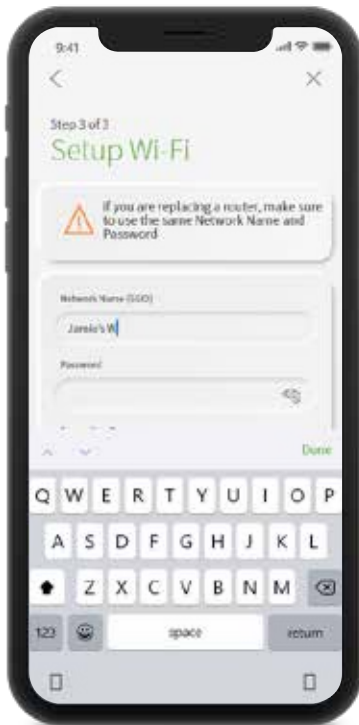 9:41
Step 3 of 3
Setup Wi-Fi
If you are replacing a router, make sure
to use the same Network Name and
Password
Network Name (SSID)
Jamie's W
Password
Done
Q W E R T Y U I O P
A S D F G H J K L
Z X C V B N M
123 space return